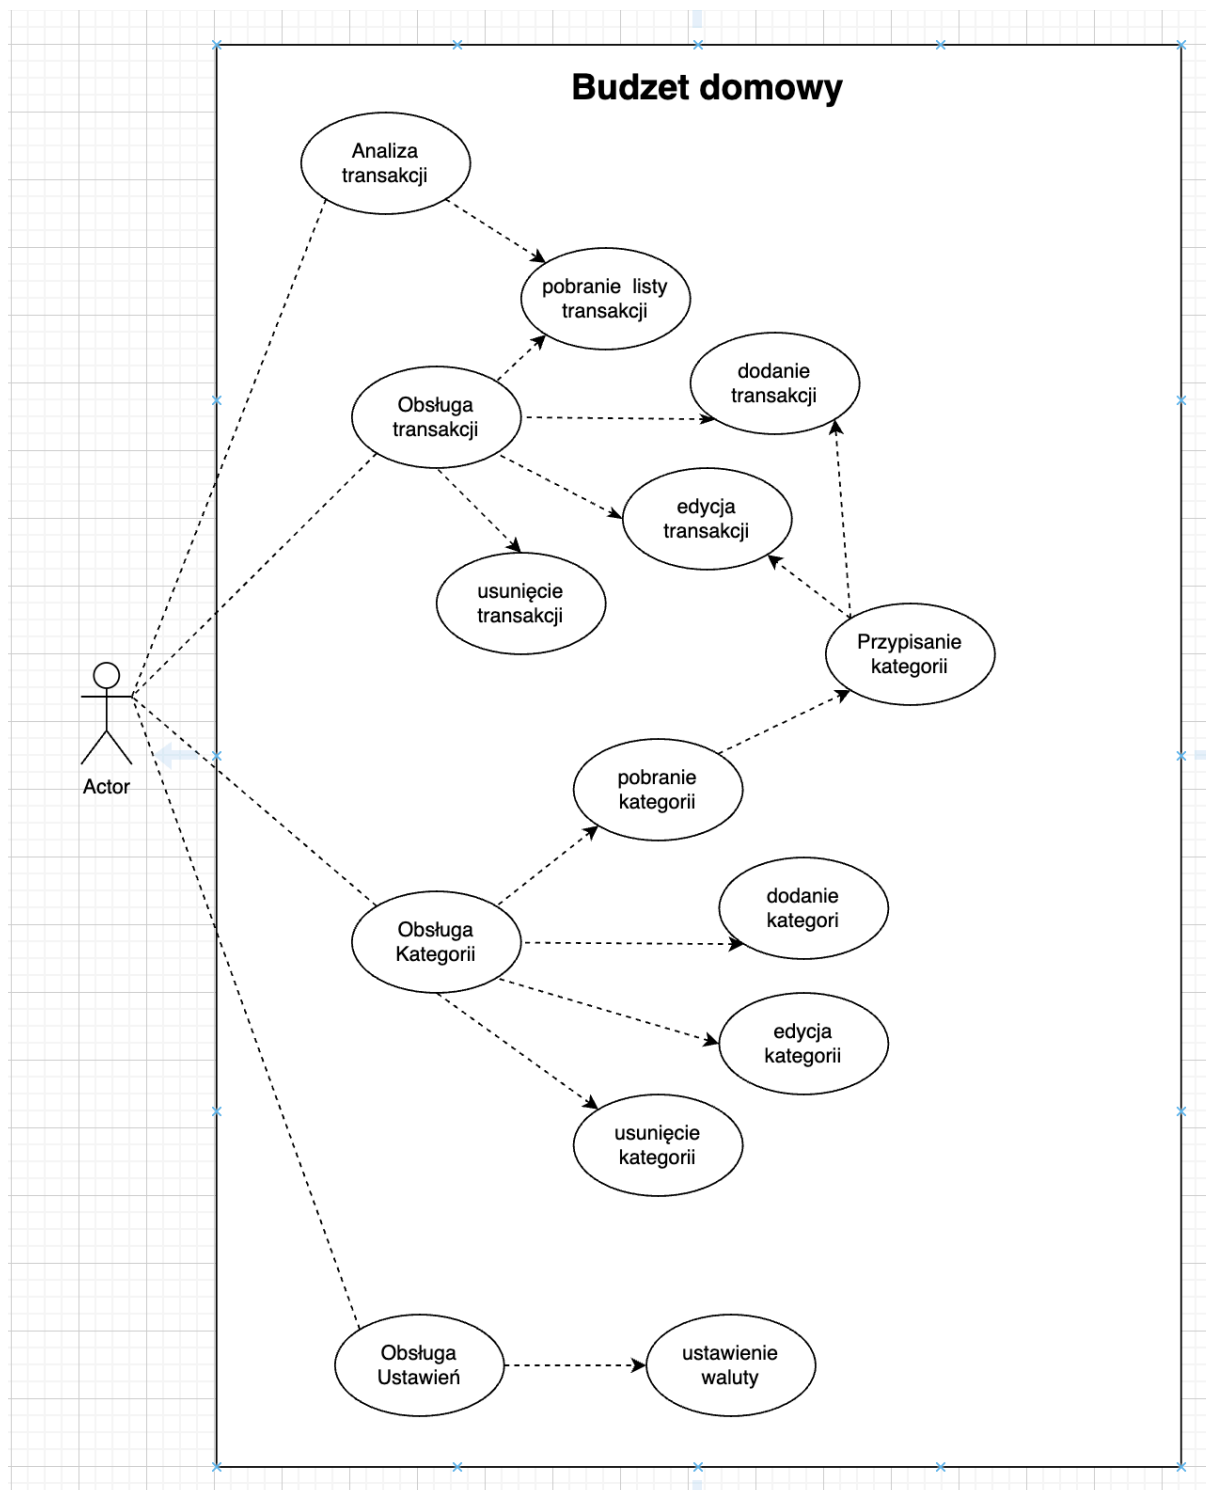 Budzet domowy
Analiza
transakcji
pobranie listy
transakcji
dodanie
transakcji
Obsługa
transakcji
edycja
transakcji
usunięcie
transakcji
Przypisanie
kategorii
Actor
pobranie
kategorii
dodanie
kategori
Obsługa
Kategorii
edycja
kategorii
usunięcie
kategorii
Obsługa
Ustawień
ustawienie
waluty